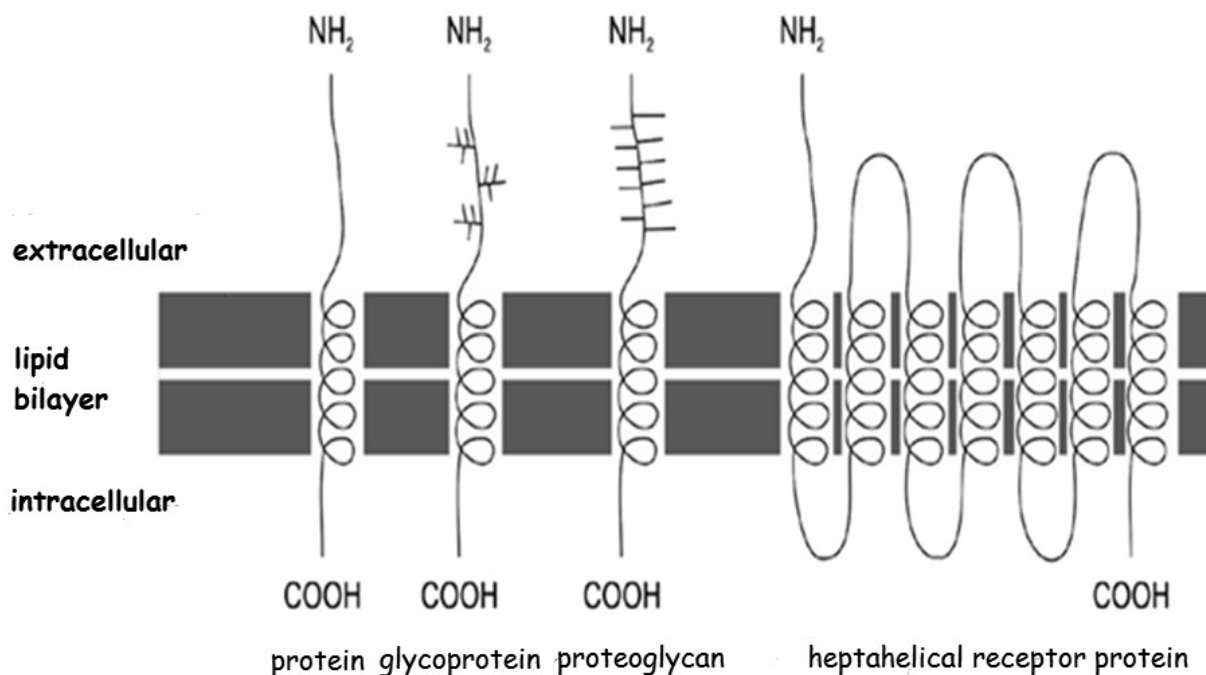 NH₂ NH₂ NH₂ NH₂
extracellular
lipid
bilayer
intracellular
COOH COOH COOH COOH
protein glycoprotein proteoglycan heptahelical receptor protein